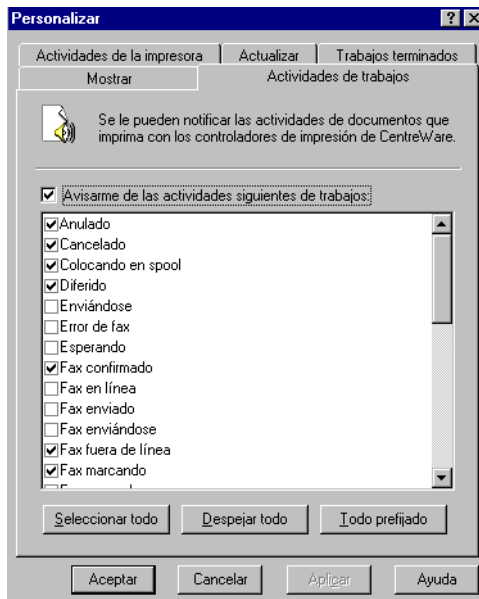 Personalizar
Actividades de la impresora
Actualizar
Trabajos terminados
Mostrar
Actividades de trabajos
Se le pueden notificar las actividades de documentos que
imprima con los controladores de impresión de CentreWare.
Avisarme de las actividades siguientes de trabajos:
Anulado
Cancelado
Colocando en spool
Diferido
Enviándose
Error de fax
Esperando
Fax confirmado
Fax en línea
Fax enviado
Fax enviándose
Fax fuera de línea
Fax marcando
Seleccionar todo
Despejar todo
Todo prefijado
Aceptar
Cancelar
Aplicar
Ayuda